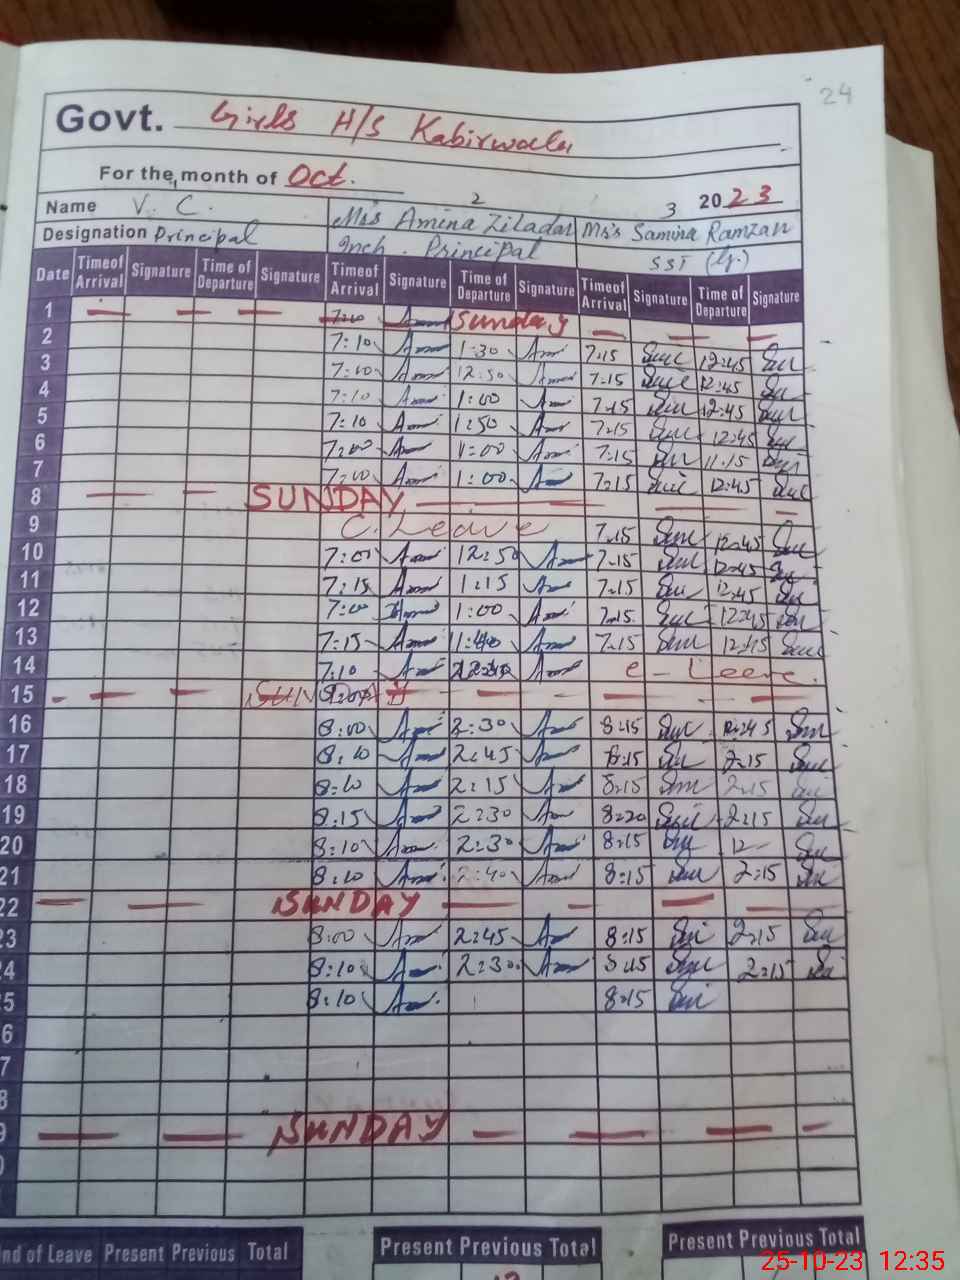 24
Govt. Girls H/S Kabirwala
For the month of Oct. 2023
Name V. C. 2 Mrs Amina Ziladar 3 Mrs Samina Ramzan
Designation Principal Inch. Principal SST (G.)
Date Time of Arrival Signature Time of Departure Signature Time of Arrival Signature Time of Departure Signature Time of Arrival Signature Time of Departure Signature
1 Sunday
2 7:10 1:30 7:15 12:45
3 7:00 12:50 7:15 12:45
4 7:10 1:00 7:15 12:45
5 7:10 1:50 7:15 12:45
6 7:00 1:00 7:15 11:15
7 7:00 1:00 7:15 12:45
8 SUNDAY
9 C. Leave 7:15 12:45
10 7:00 12:50 7:15 12:45
11 7:15 1:15 7:15 12:45
12 7:00 1:00 7:15 12:45
13 7:15 7:15 12:45
14 7:10 C - Leave.
15
16 8:00 2:30 8:15
17 8:10 2:45 8:15 2:15
18 8:10 2:15 8:15 2:15
19 8:15 2:30 8:20 2:15
20 8:10 2:30 8:15 12
21 8:10 2:40 8:15 2:15
22 SUNDAY
23 8:00 2:45 8:15 2:15
24 8:10 2:30 8:15 2:15
25 8:10 8:15
6
7
8
9 SUNDAY
nd of Leave Present Previous Total Present Previous Total Present Previous Total
25-10-23 12:35